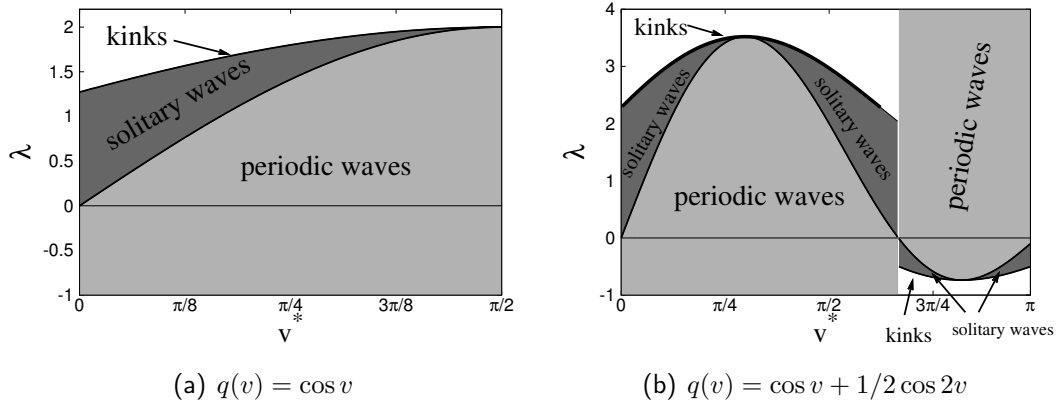 2
1.5
1
0.5
0
-0.5
-1
λ
kinks
solitary waves
periodic waves
0
π/8
π/4
3π/8
π/2
v*
(a) q(v) = cos v
4
3
2
1
0
-1
λ
kinks
solitary waves
solitary waves
periodic waves
periodic waves
0
π/4
π/2
3π/4
π
v*
kinks
solitary waves
(b) q(v) = cos v + 1/2 cos 2v